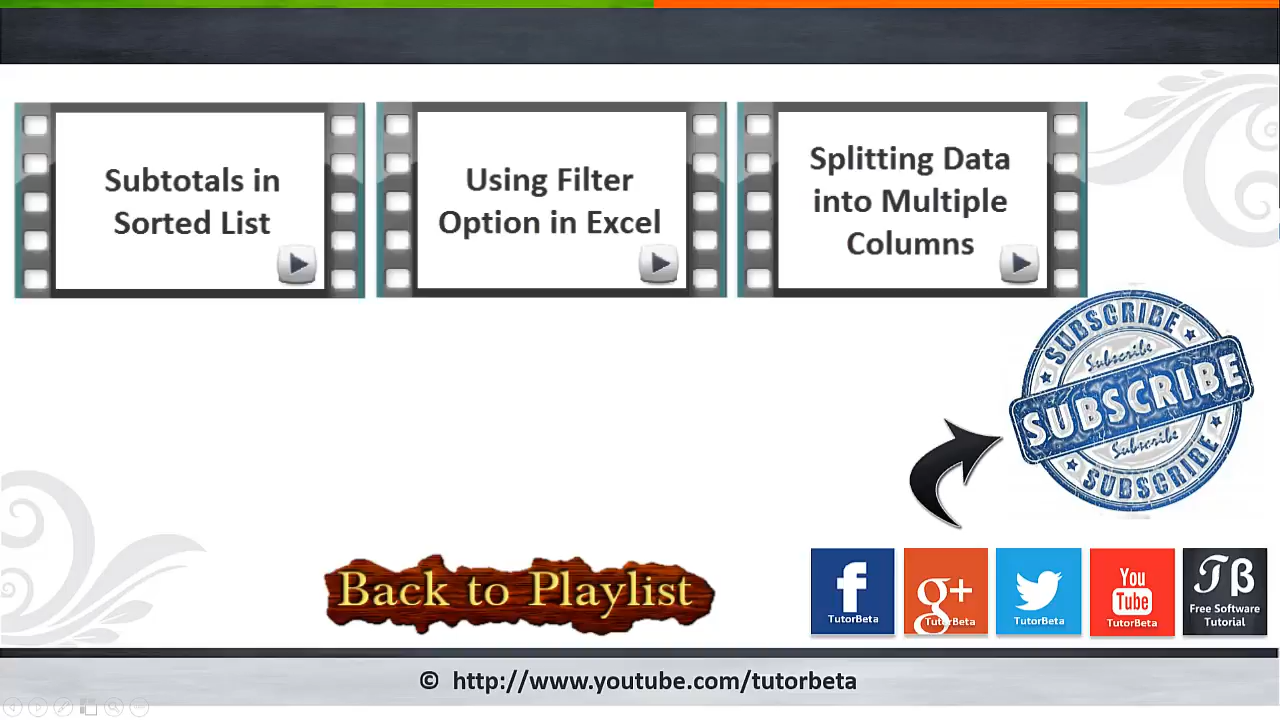 Subtotals in
Sorted List
Using Filter
Option in Excel
Splitting Data
into Multiple
Columns
SUBSCRIBE
Subscribe
SUBSCRIBE
Subscribe
SUBSCRIBE
Back to Playlist
f
TutorBeta
g+
TutorBeta
TutorBeta
You
Tube
TutorBeta
Tβ
Free Software
Tutorial
© http://www.youtube.com/tutorbeta